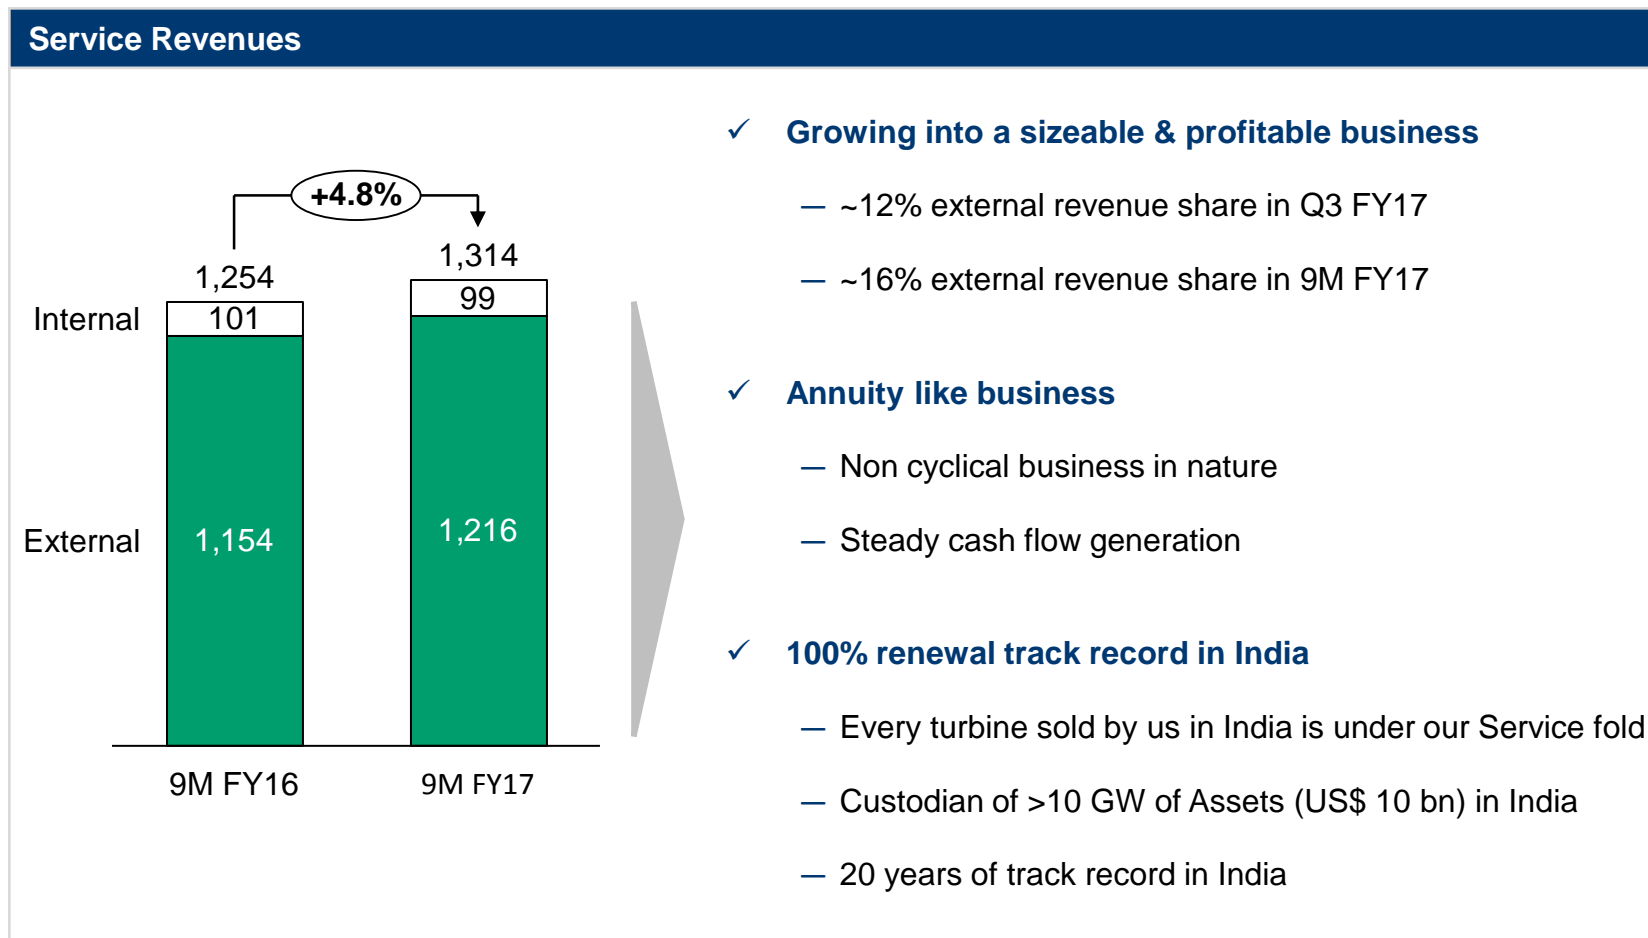 Service Revenues
+4.8%
1,254
1,314
Internal
101
99
External
1,154
1,216
9M FY16
9M FY17
✓ Growing into a sizeable & profitable business
— ~12% external revenue share in Q3 FY17
— ~16% external revenue share in 9M FY17
✓ Annuity like business
— Non cyclical business in nature
— Steady cash flow generation
✓ 100% renewal track record in India
— Every turbine sold by us in India is under our Service fold
— Custodian of >10 GW of Assets (US$ 10 bn) in India
— 20 years of track record in India